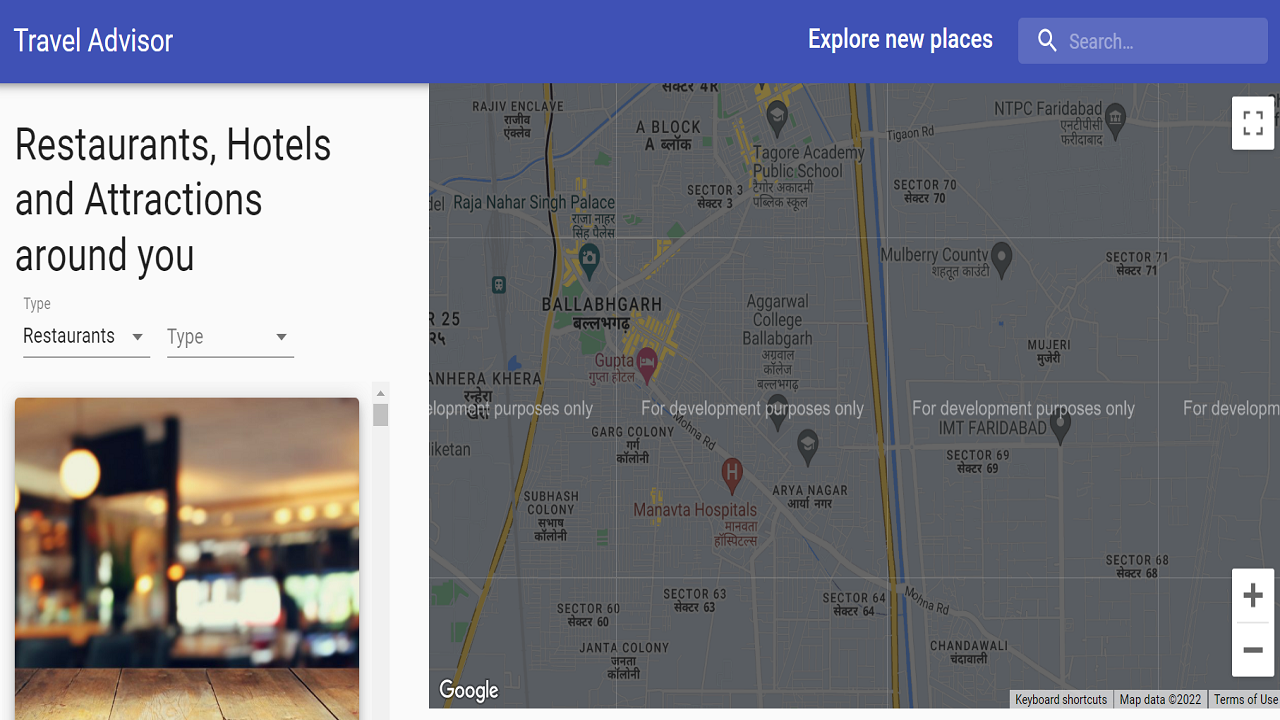 Travel Advisor
Explore new places
Search...
Restaurants, Hotels
and Attractions
around you
Type
Restaurants
Type
RAJIV ENCLAVE
राजीव
एंक्लेव
सेक्टर 4R
A BLOCK
A ब्लॉक
Tigaon Rd
NTPC Faridabad
एनटीपीसी
फरीदाबाद
Tagore Academy
Public School
टैगोर अकादमी
पब्लिक स्कूल
SECTOR 3
सेक्टर 3
SECTOR 70
सेक्टर 70
Raja Nahar Singh Palace
राजा नाहर
सिंह पैलेस
Mulberry County
शहतूत काउंटी
SECTOR 71
सेक्टर 71
BALLABHGARH
बल्लभगढ़
R 25
र २५
Aggarwal
College
Ballabgarh
अग्रवाल
कॉलेज
बल्लभगढ़
MUJERI
मुजेरी
Gupta
गुप्ता होटल
ANHERA KHERA
रन्हेरा
खेरा
elopment purposes only
For development purposes only
For development purposes only
For developm
IMT FARIDABAD
Mohna Rd
GARG COLONY
गर्ग
कॉलोनी
iketan
SECTOR 69
सेक्टर 69
H
Manavta Hospitals
मानवता
हॉस्पिटल्स
ARYA NAGAR
आर्या नगर
SUBHASH
COLONY
सभाष
कॉलोनी
SECTOR 68
सेक्टर 68
SECTOR 60
सेक्टर 60
SECTOR 63
सेक्टर 63
SECTOR 64
सेक्टर 64
Mohna Rd
JANTA COLONY
जनता
कॉलोनी
CHANDAWALI
चंदावाली
Google
Keyboard shortcuts
Map data ©2022
Terms of Use